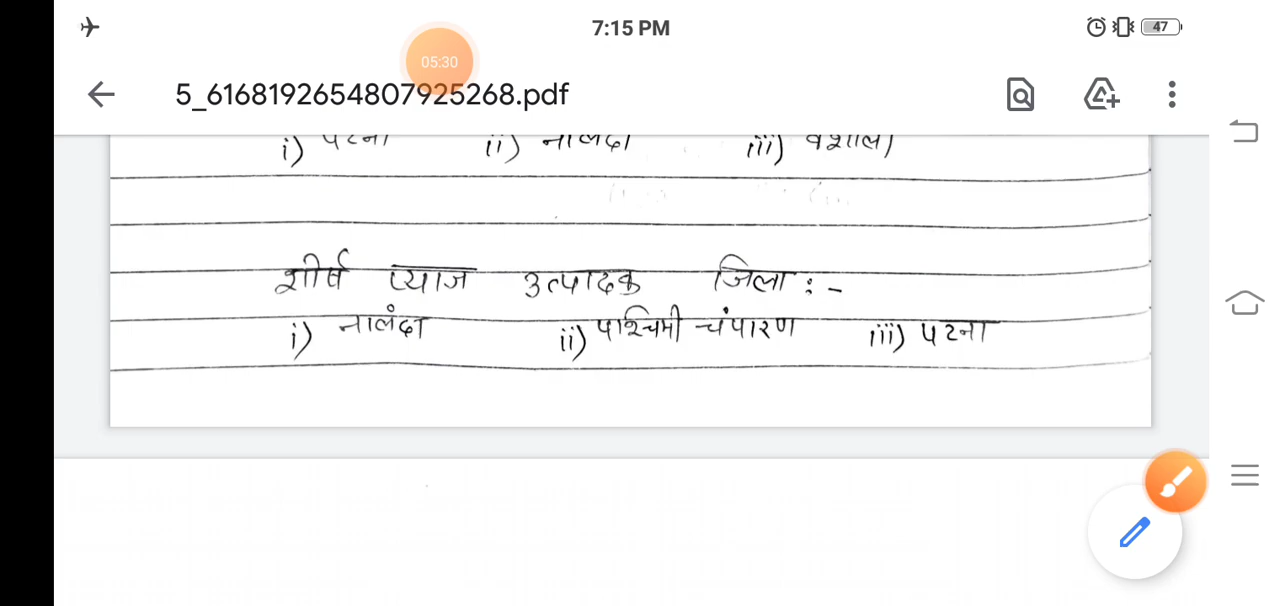 7:15 PM
47
05:30
5_6168192654807925268.pdf
i) पटना ii) नालंदा iii) वैशाली
शीर्ष प्याज उत्पादक जिला :-
i) नालंदा ii) पश्चिमी चंपारण iii) पटना